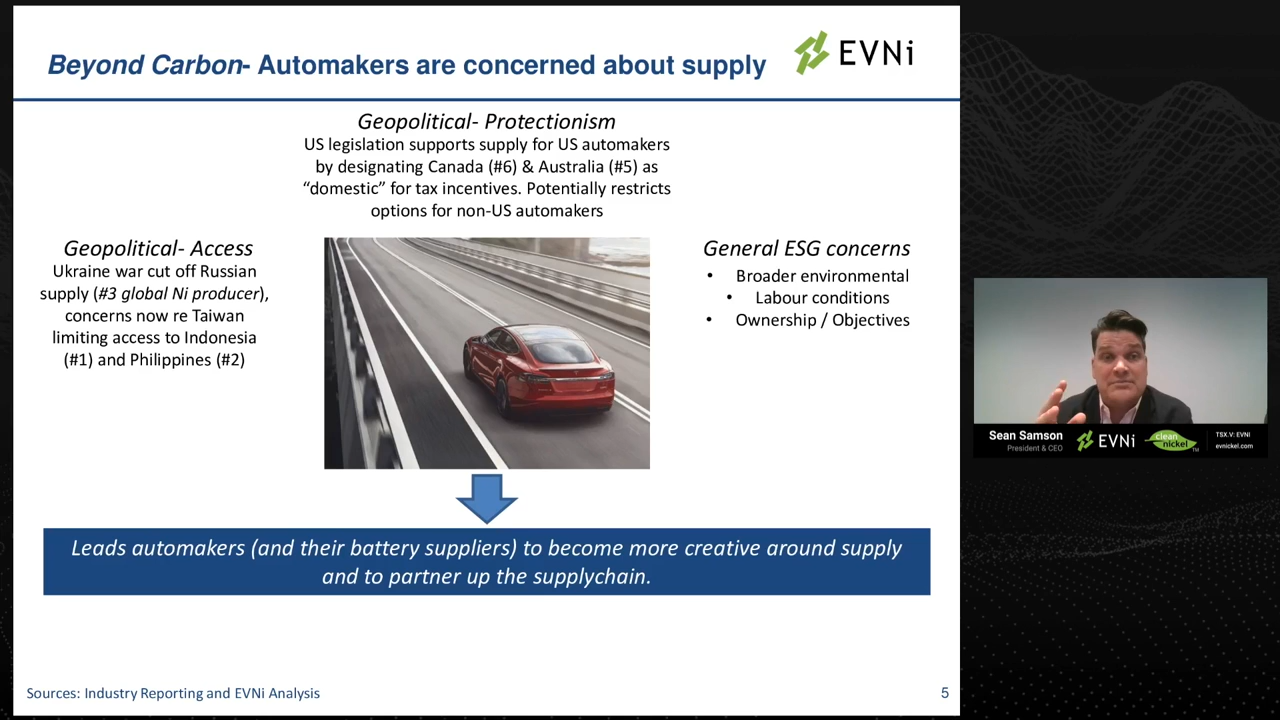 Beyond Carbon- Automakers are concerned about supply
EVNi
Geopolitical- Protectionism
US legislation supports supply for US automakers
by designating Canada (#6) & Australia (#5) as
“domestic” for tax incentives. Potentially restricts
options for non-US automakers
Geopolitical- Access
Ukraine war cut off Russian
supply (#3 global Ni producer),
concerns now re Taiwan
limiting access to Indonesia
(#1) and Philippines (#2)
General ESG concerns
• Broader environmental
• Labour conditions
• Ownership / Objectives
Leads automakers (and their battery suppliers) to become more creative around supply
and to partner up the supplychain.
Sources: Industry Reporting and EVNi Analysis
5
Sean Samson
President & CEO
EVNi
clean
nickel
TM
TSX.V: EVNI
evnickel.com